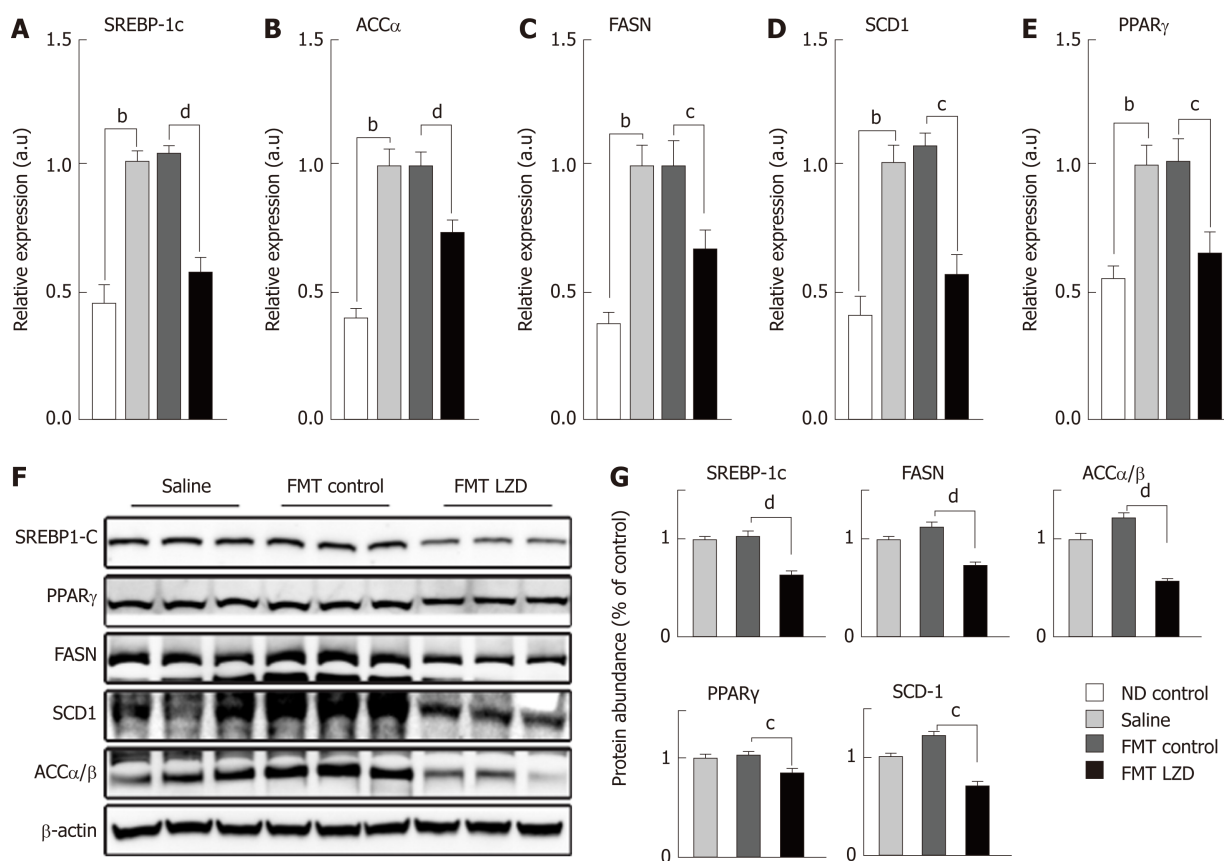 A
SREBP-1c
1.5
1.0
0.5
0.0
Relative expression (a.u)
b
d
B
ACCα
1.5
1.0
0.5
0.0
Relative expression (a.u)
b
d
C
FASN
1.5
1.0
0.5
0.0
Relative expression (a.u)
b
c
D
SCD1
1.5
1.0
0.5
0.0
Relative expression (a.u)
b
c
E
PPARγ
1.5
1.0
0.5
0.0
Relative expression (a.u)
b
c
F
Saline FMT control FMT LZD
SREBP1-C
PPARγ
FASN
SCD1
ACCα/β
β-actin
G
Protein abundance (% of control)
SREBP-1c
1
0
d
FASN
1
0
d
ACCα/β
1
0
d
PPARγ
1
0
c
SCD-1
1
0
c
ND control
Saline
FMT control
FMT LZD